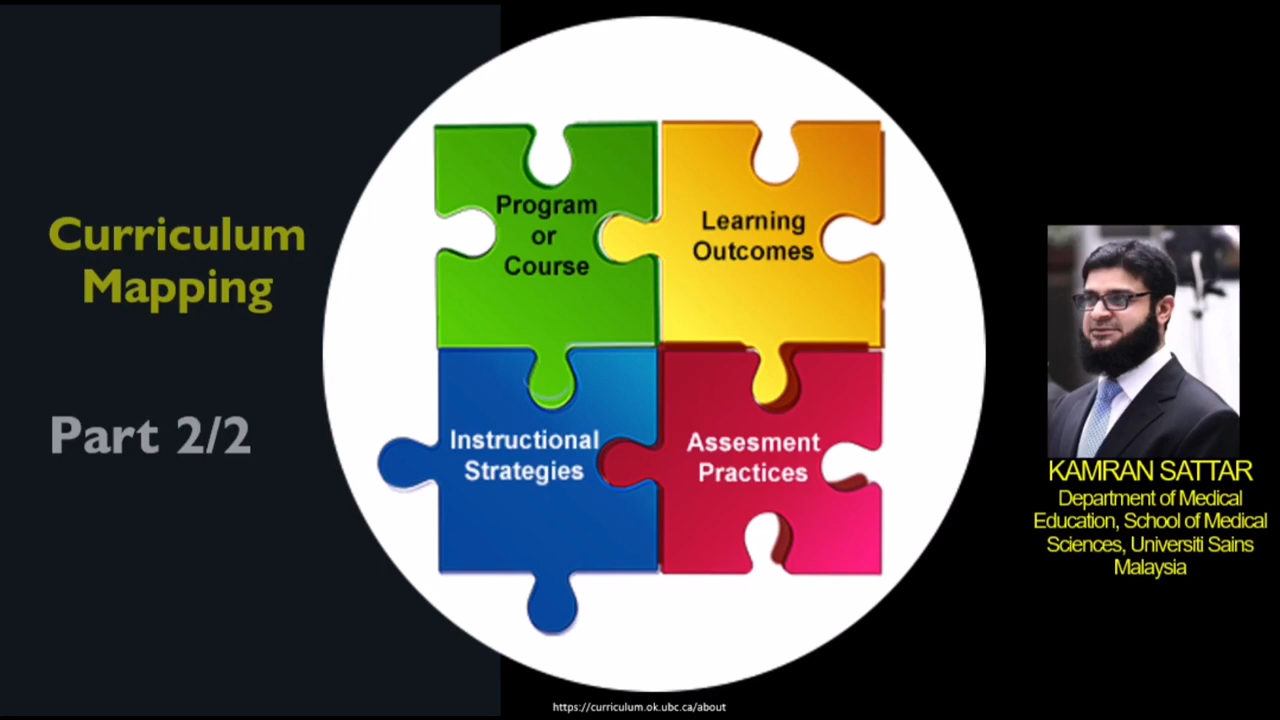 Curriculum
Mapping
Part 2/2
Program
or
Course
Learning
Outcomes
Instructional
Strategies
Assesment
Practices
KAMRAN SATTAR
Department of Medical
Education, School of Medical
Sciences, Universiti Sains
Malaysia
https://curriculum.ok.ubc.ca/about